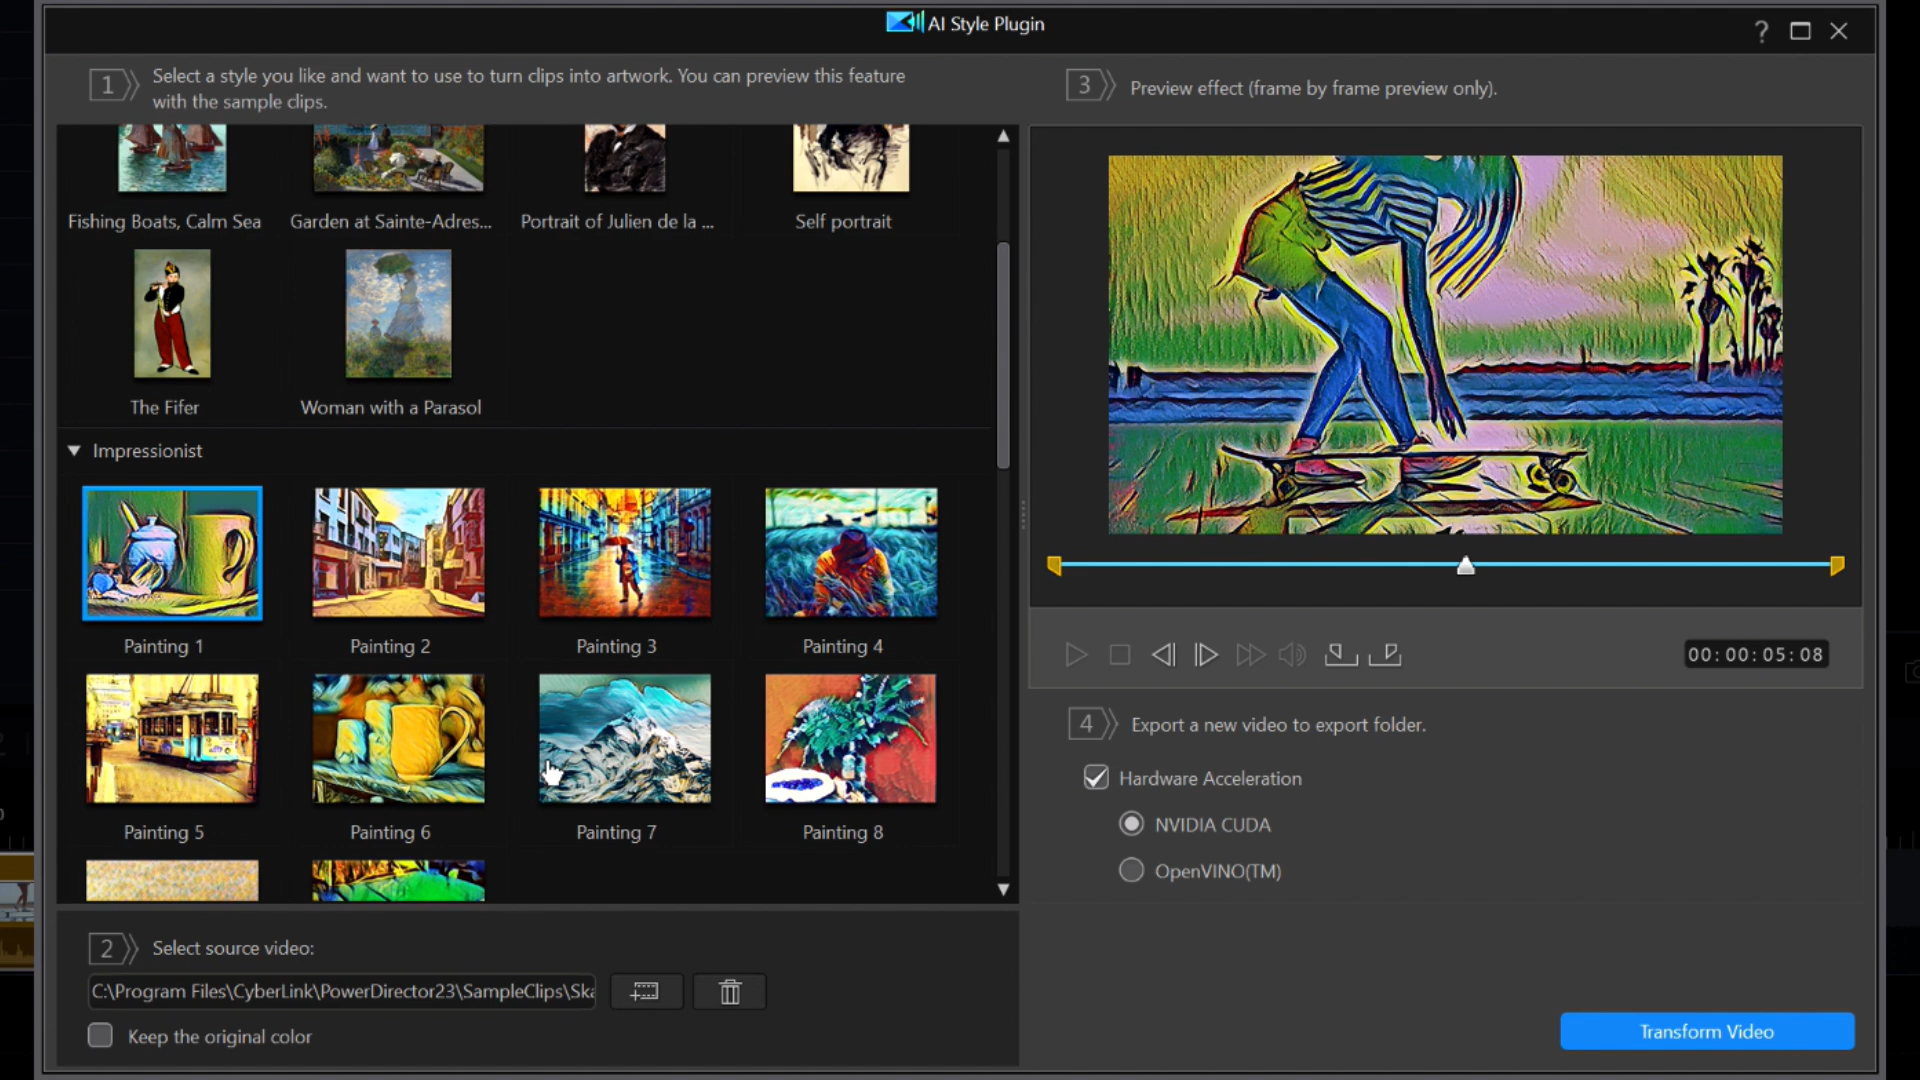 AI Style Plugin
?
1
Select a style you like and want to use to turn clips into artwork. You can preview this feature
with the sample clips.
Fishing Boats, Calm Sea
Garden at Sainte-Adres...
Portrait of Julien de la ...
Self portrait
The Fifer
Woman with a Parasol
Impressionist
Painting 1
Painting 2
Painting 3
Painting 4
Painting 5
Painting 6
Painting 7
Painting 8
2
Select source video:
C:\Program Files\CyberLink\PowerDirector23\SampleClips\Ska
Keep the original color
3
Preview effect (frame by frame preview only).
00:00:05:08
4
Export a new video to export folder.
Hardware Acceleration
NVIDIA CUDA
OpenVINO(TM)
Transform Video